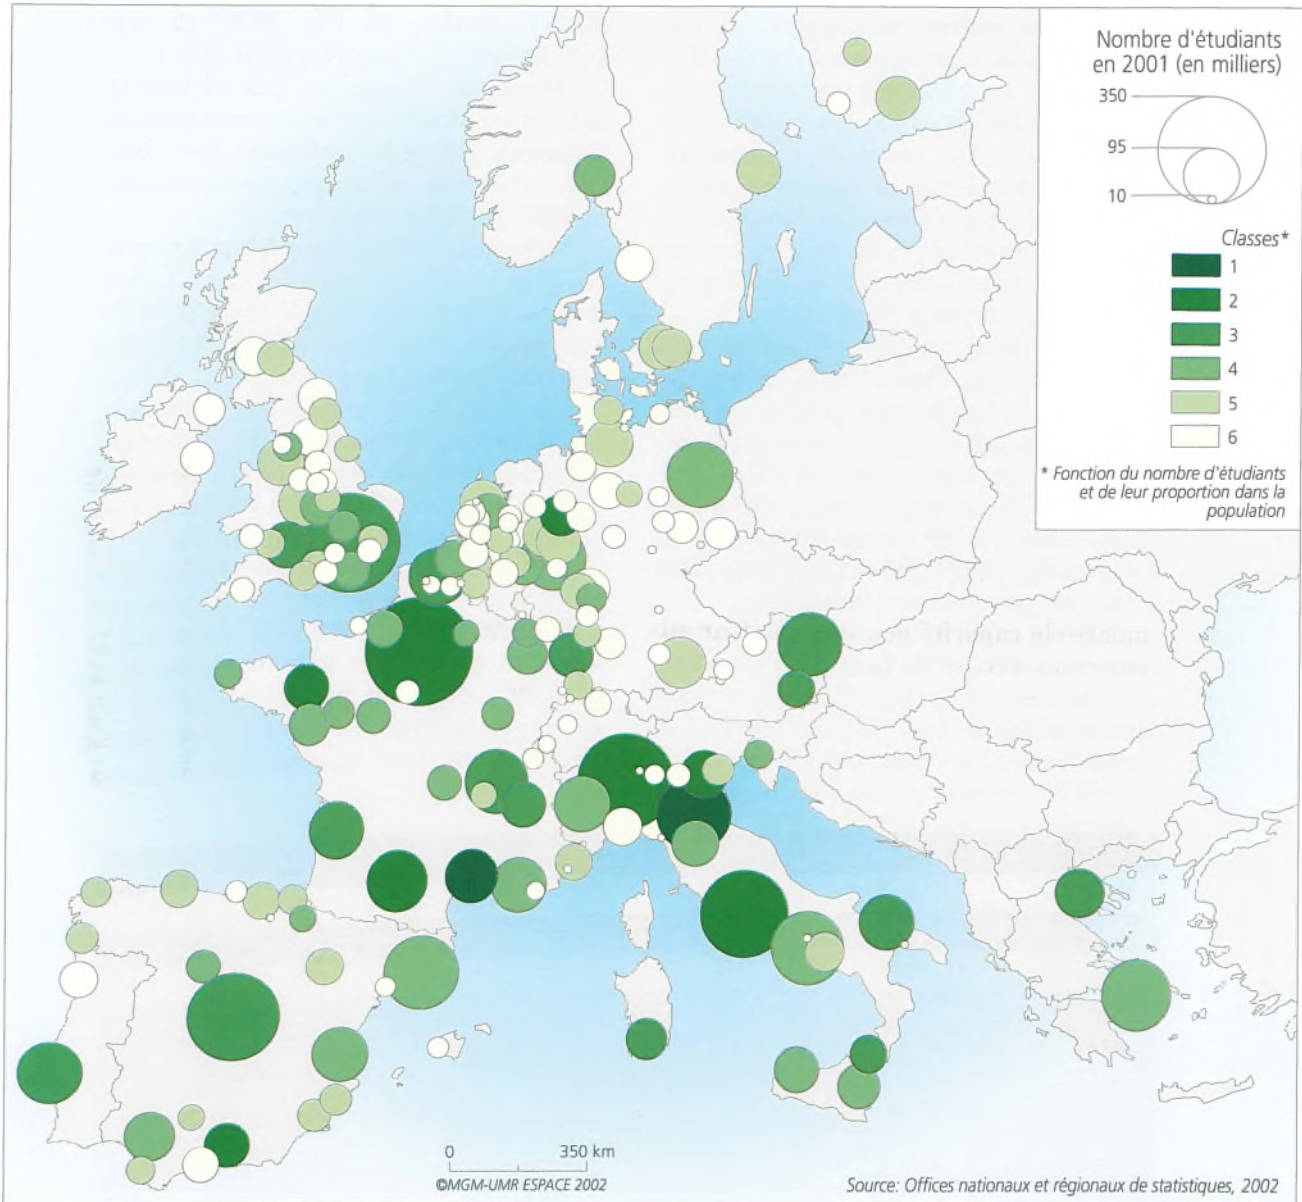 Nombre d'étudiants
en 2001 (en milliers)
350
95
10
Classes*
1
2
3
4
5
6
* Fonction du nombre d'étudiants
et de leur proportion dans la
population
0 350 km
©MGM-UMR ESPACE 2002
Source: Offices nationaux et régionaux de statistiques, 2002